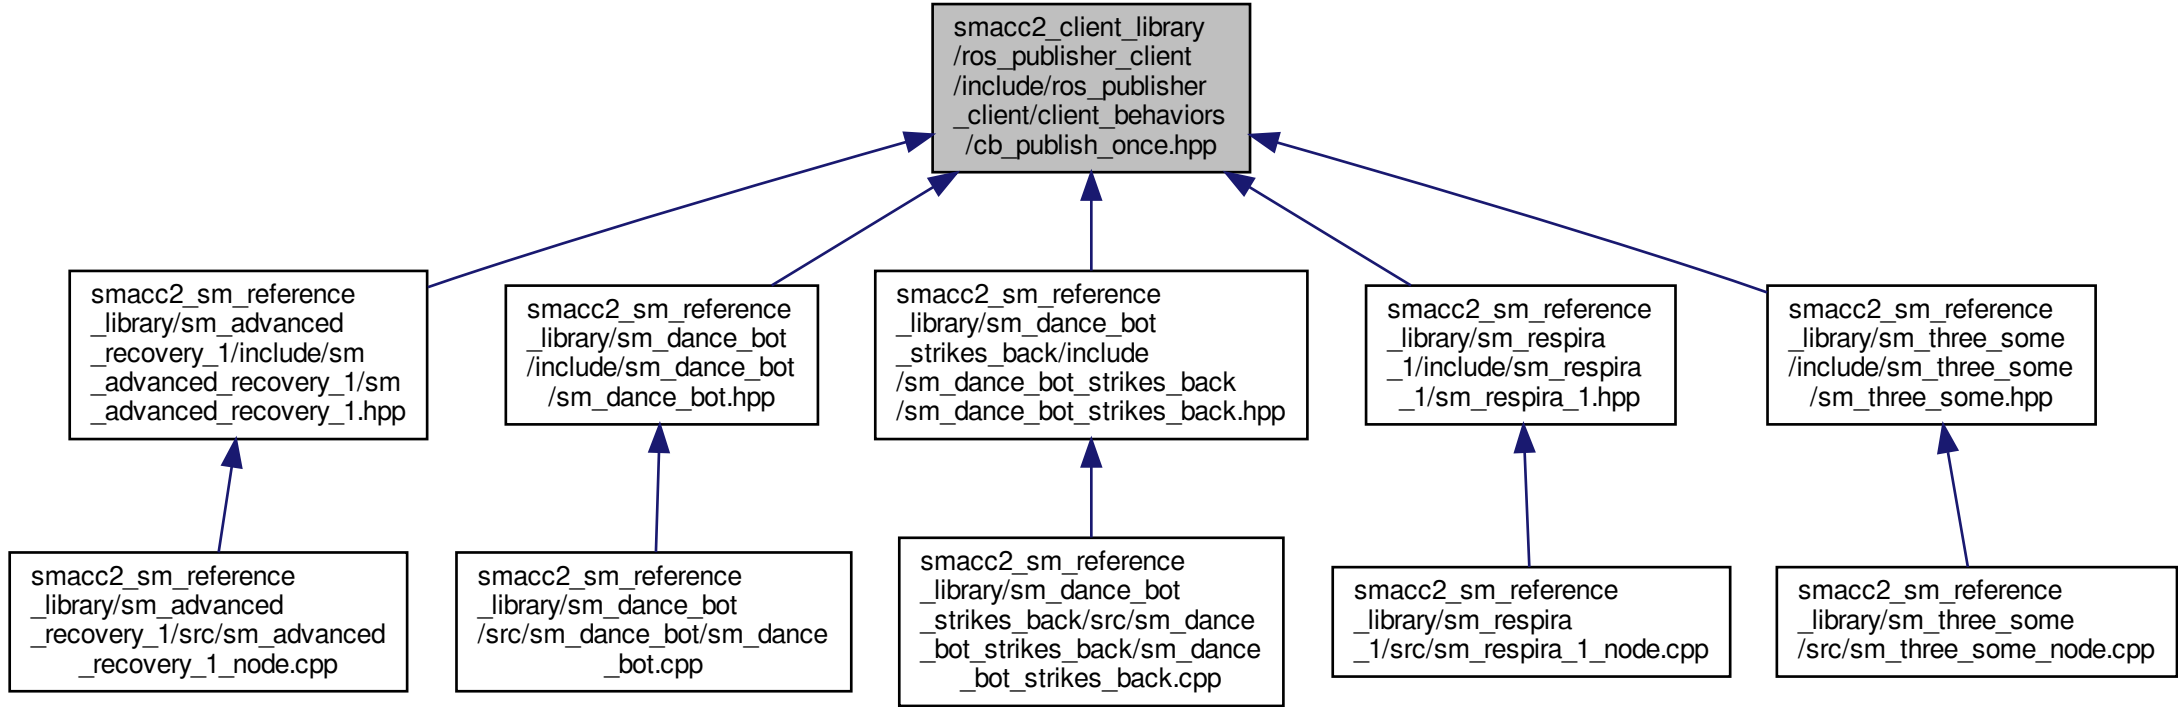 smacc2_client_library
/ros_publisher_client
/include/ros_publisher
_client/client_behaviors
/cb_publish_once.hpp
smacc2_sm_reference
_library/sm_advanced
_recovery_1/include/sm
_advanced_recovery_1/sm
_advanced_recovery_1.hpp
smacc2_sm_reference
_library/sm_dance_bot
/include/sm_dance_bot
/sm_dance_bot.hpp
smacc2_sm_reference
_library/sm_dance_bot
_strikes_back/include
/sm_dance_bot_strikes_back
/sm_dance_bot_strikes_back.hpp
smacc2_sm_reference
_library/sm_respira
_1/include/sm_respira
_1/sm_respira_1.hpp
smacc2_sm_reference
_library/sm_three_some
/include/sm_three_some
/sm_three_some.hpp
smacc2_sm_reference
_library/sm_advanced
_recovery_1/src/sm_advanced
_recovery_1_node.cpp
smacc2_sm_reference
_library/sm_dance_bot
/src/sm_dance_bot/sm_dance
_bot.cpp
smacc2_sm_reference
_library/sm_dance_bot
_strikes_back/src/sm_dance
_bot_strikes_back/sm_dance
_bot_strikes_back.cpp
smacc2_sm_reference
_library/sm_respira
_1/src/sm_respira_1_node.cpp
smacc2_sm_reference
_library/sm_three_some
/src/sm_three_some_node.cpp